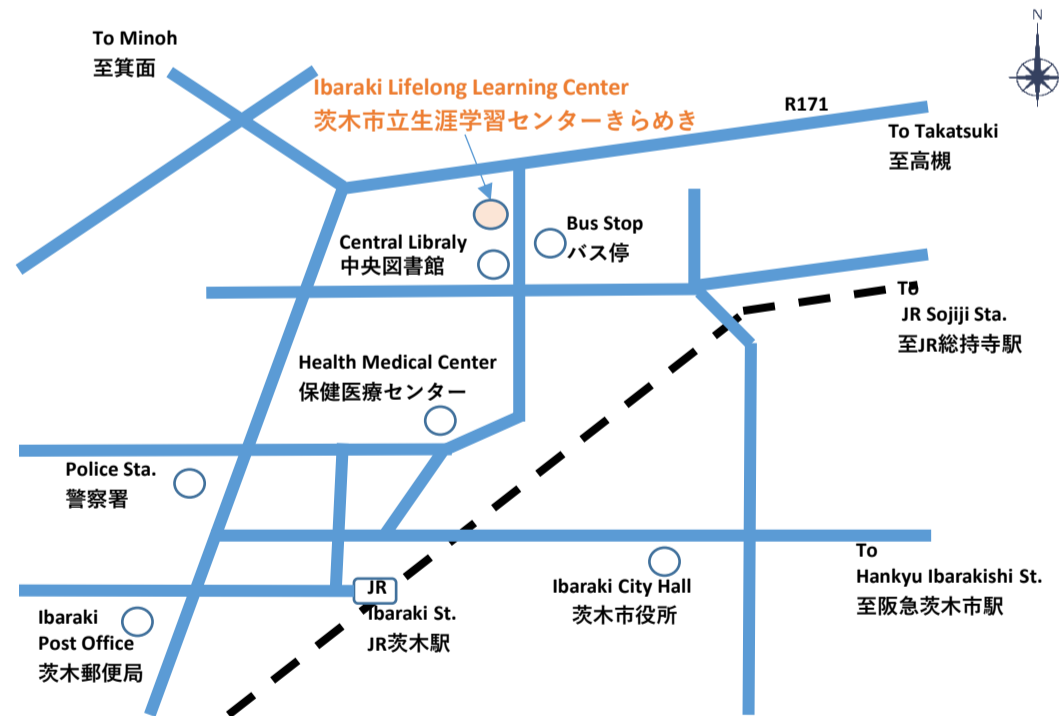 N
To Minoh
至箕面
Ibaraki Lifelong Learning Center
茨木市立生涯学習センターきらめき
R171
To Takatsuki
至高槻
Bus Stop
バス停
Central Libraly
中央図書館
To
JR Sojiji Sta.
至JR総持寺駅
Health Medical Center
保健医療センター
Police Sta.
警察署
To
Hankyu Ibarakishi St.
至阪急茨木市駅
JR
Ibaraki St.
JR茨木駅
Ibaraki City Hall
茨木市役所
Ibaraki
Post Office
茨木郵便局